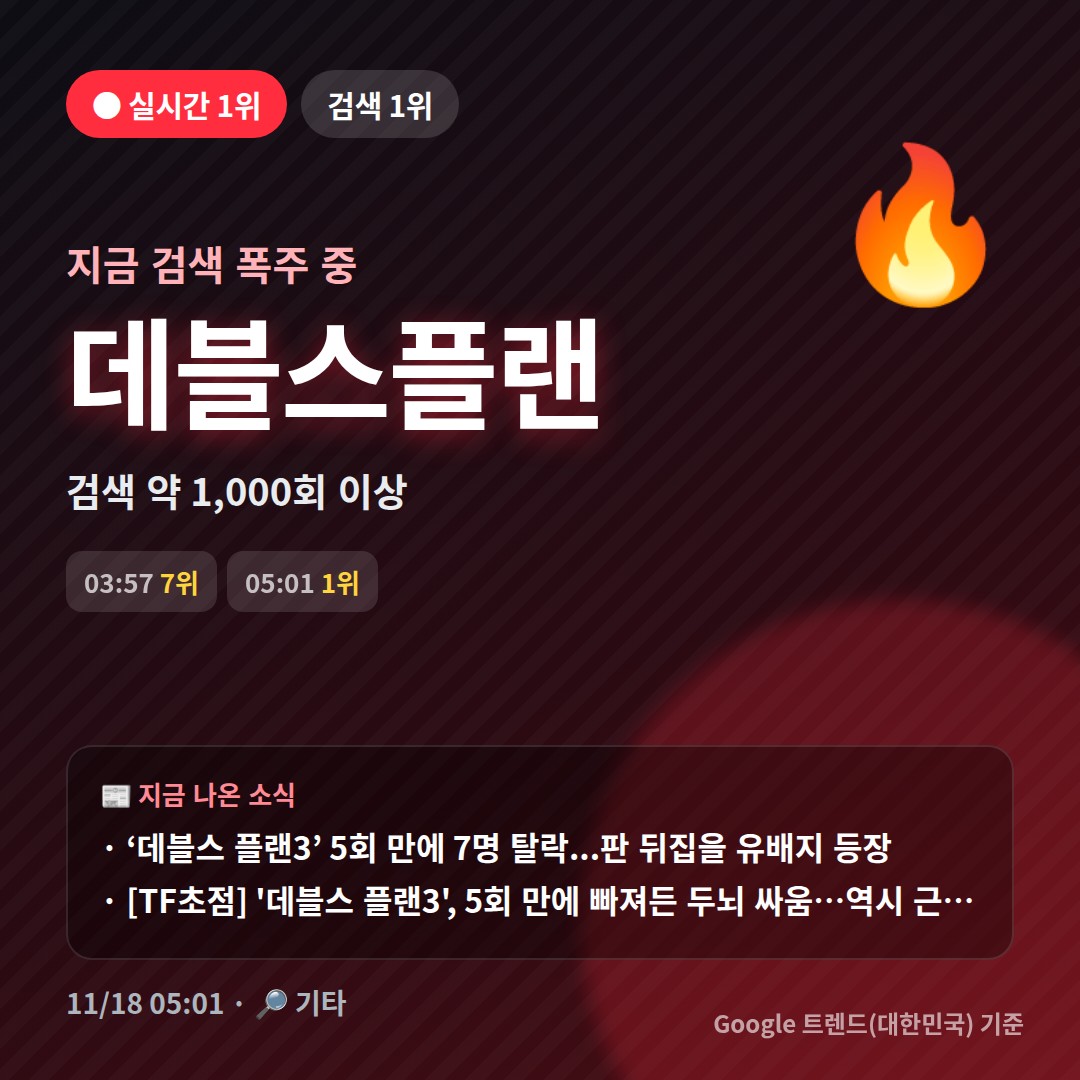 실시간 1위
검색 1위
지금 검색 폭주 중
데블스플랜
검색 약 1,000회 이상
03:57 7위
05:01 1위
지금 나온 소식
· ‘데블스 플랜3’ 5회 만에 7명 탈락...판 뒤집을 유배지 등장
· [TF초점] '데블스 플랜3', 5회 만에 빠져든 두뇌 싸움…역시 근…
11/18 05:01 · 🔎 기타
Google 트렌드(대한민국) 기준